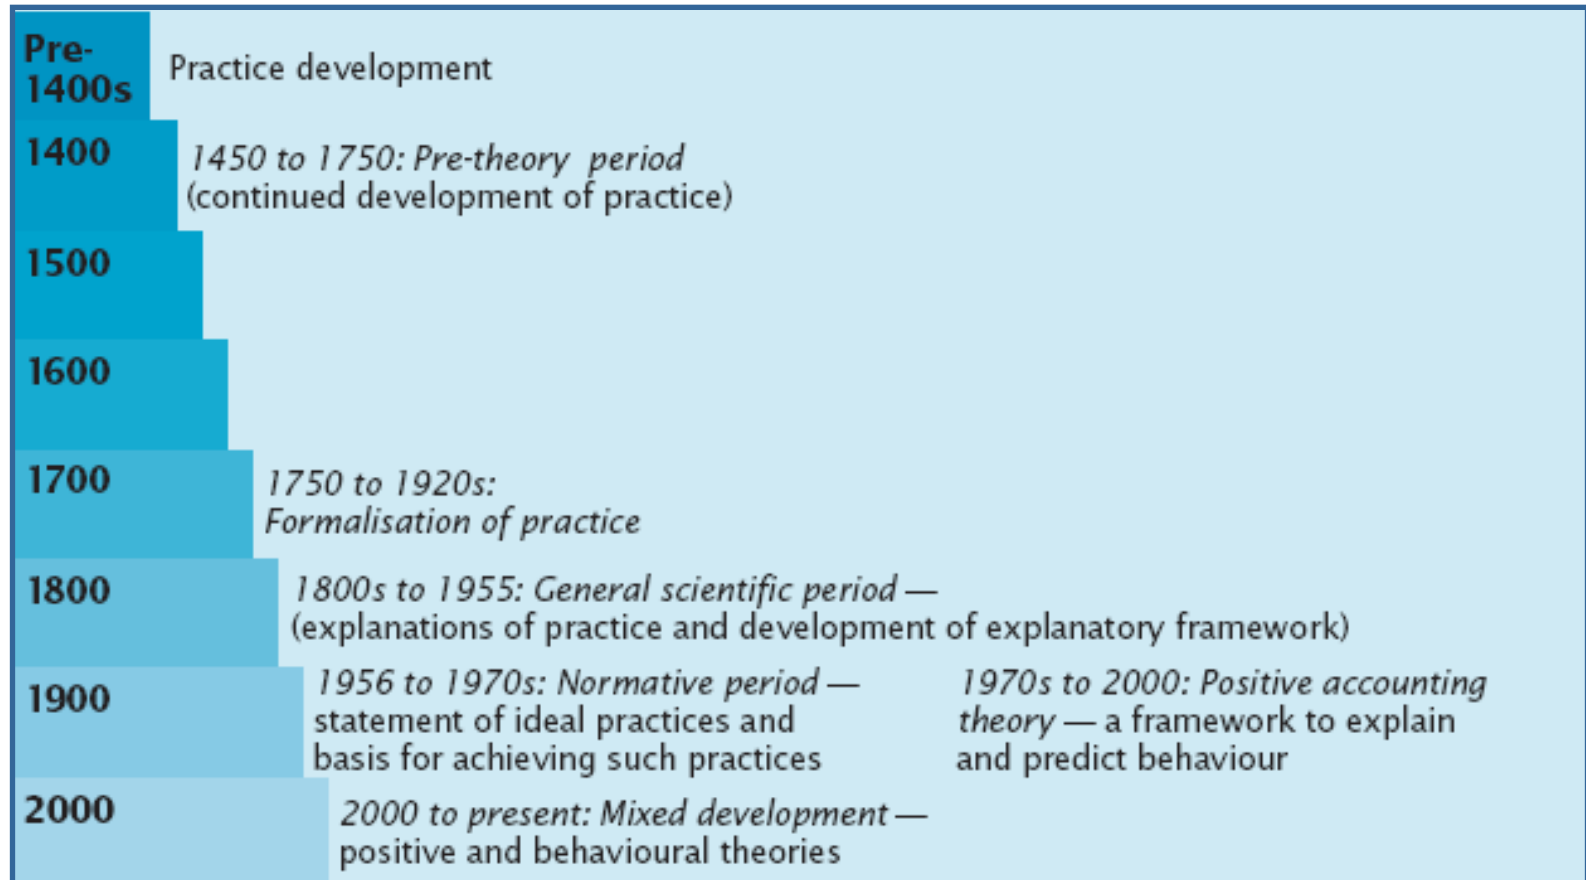 Pre-
1400s
Practice development
1400
1450 to 1750: Pre-theory period
(continued development of practice)
1500
1600
1700
1750 to 1920s:
Formalisation of practice
1800
1800s to 1955: General scientific period —
(explanations of practice and development of explanatory framework)
1900
1956 to 1970s: Normative period —
statement of ideal practices and
basis for achieving such practices
1970s to 2000: Positive accounting
theory — a framework to explain
and predict behaviour
2000
2000 to present: Mixed development —
positive and behavioural theories